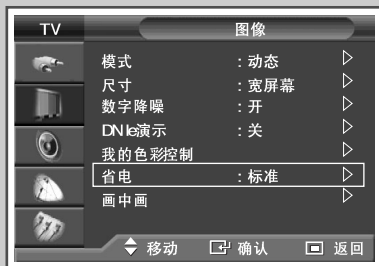 TV 图像
模式 :动态
尺寸 :宽屏幕
数字降噪 :开
DNIe演示 :关
我的色彩控制
省电 :标准
画中画
移动 确认 返回